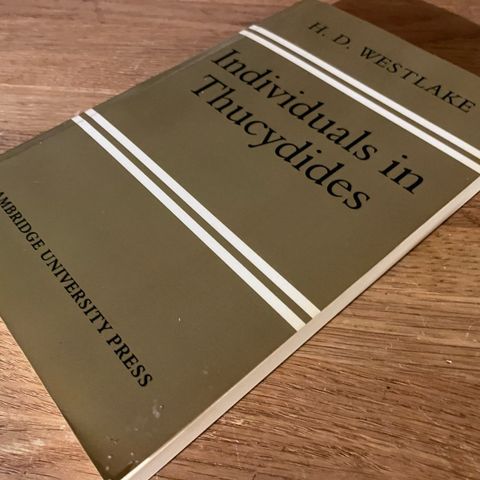 H. D. WESTLAKE
Individuals in
Thucydides
AMBRIDGE UNIVERSITY PRESS